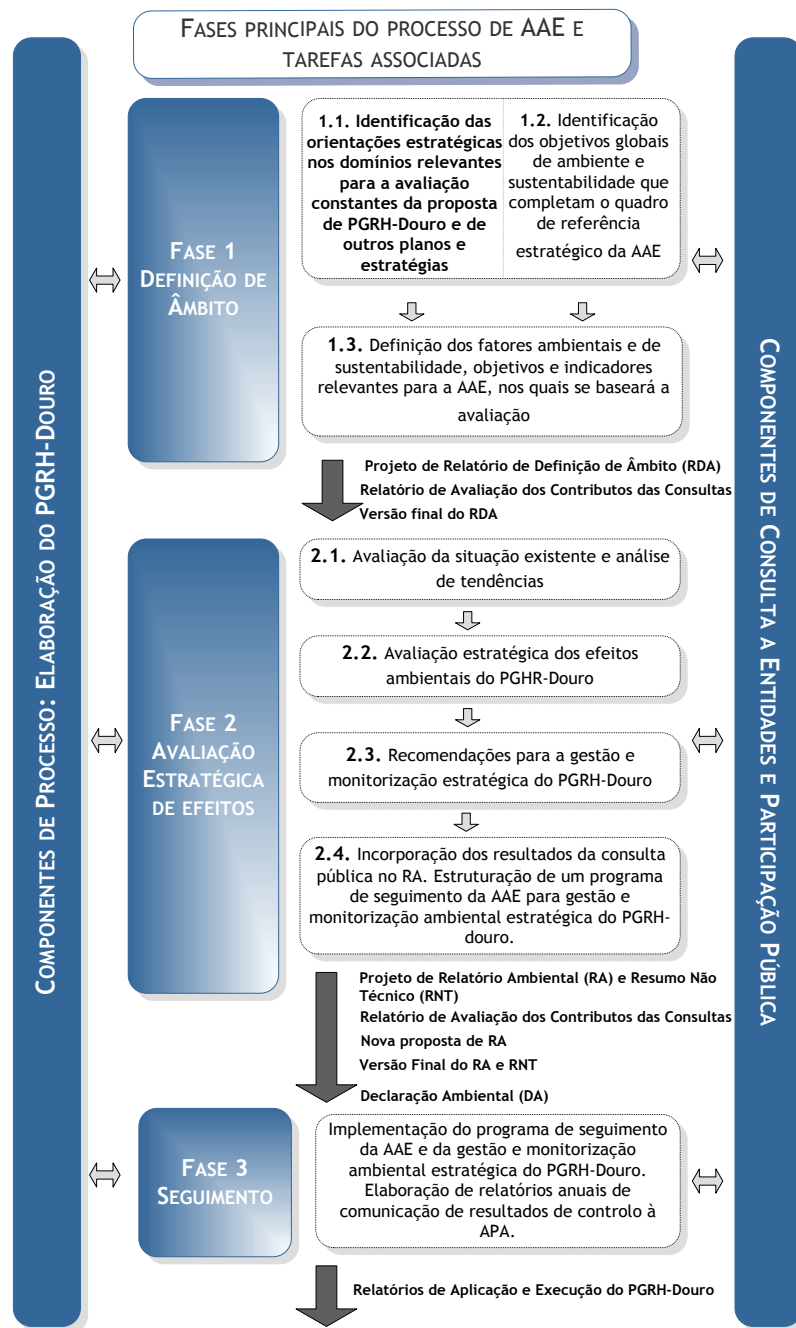 FASES PRINCIPAIS DO PROCESSO DE AAE E
TAREFAS ASSOCIADAS
COMPONENTES DE PROCESSO: ELABORAÇÃO DO PGRH-DOURO
FASE 1
DEFINIÇÃO DE
ÂMBITO
1.1. Identificação das
orientações estratégicas
nos domínios relevantes
para a avaliação
constantes da proposta
de PGRH-Douro e de
outros planos e
estratégias
1.2. Identificação
dos objetivos globais
de ambiente e
sustentabilidade que
completam o quadro
de referência
estratégico da AAE
1.3. Definição dos fatores ambientais e de
sustentabilidade, objetivos e indicadores
relevantes para a AAE, nos quais se baseará a
avaliação
Projeto de Relatório de Definição de Âmbito (RDA)
Relatório de Avaliação dos Contributos das Consultas
Versão final do RDA
FASE 2
AVALIAÇÃO
ESTRATÉGICA
DE EFEITOS
2.1. Avaliação da situação existente e análise
de tendências
2.2. Avaliação estratégica dos efeitos
ambientais do PGHR-Douro
2.3. Recomendações para a gestão e
monitorização estratégica do PGRH-Douro
2.4. Incorporação dos resultados da consulta
pública no RA. Estruturação de um programa
de seguimento da AAE para gestão e
monitorização ambiental estratégica do PGRH-
douro.
Projeto de Relatório Ambiental (RA) e Resumo Não
Técnico (RNT)
Relatório de Avaliação dos Contributos das Consultas
Nova proposta de RA
Versão Final do RA e RNT
Declaração Ambiental (DA)
FASE 3
SEGUIMENTO
Implementação do programa de seguimento
da AAE e da gestão e monitorização
ambiental estratégica do PGRH-Douro.
Elaboração de relatórios anuais de
comunicação de resultados de controlo à
APA.
Relatórios de Aplicação e Execução do PGRH-Douro
COMPONENTES DE CONSULTA A ENTIDADES E PARTICIPAÇÃO PÚBLICA